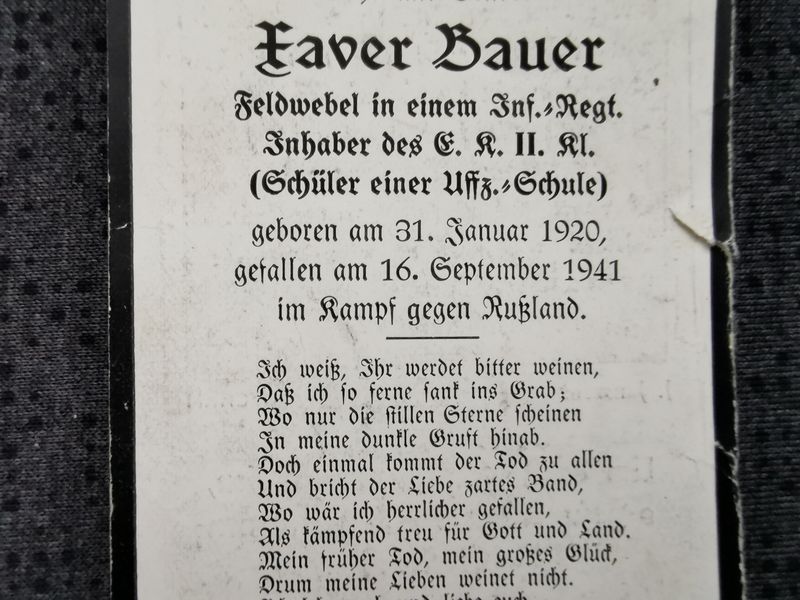 Xaver Bauer
Feldwebel in einem Inf.-Regt.
Inhaber des E. K. II. Kl.
(Schüler einer Uffz.-Schule)
geboren am 31. Januar 1920,
gefallen am 16. September 1941
im Kampf gegen Rußland.
Ich weiß, Ihr werdet bitter weinen,
Daß ich so ferne sank ins Grab;
Wo nur die stillen Sterne scheinen
In meine dunkle Gruft hinab.
Doch einmal kommt der Tod zu allen
Und bricht der Liebe zartes Band,
Wo wär ich herrlicher gefallen,
Als kämpfend treu für Gott und Land.
Mein früher Tod, mein großes Glück,
Drum meine Lieben weinet nicht.